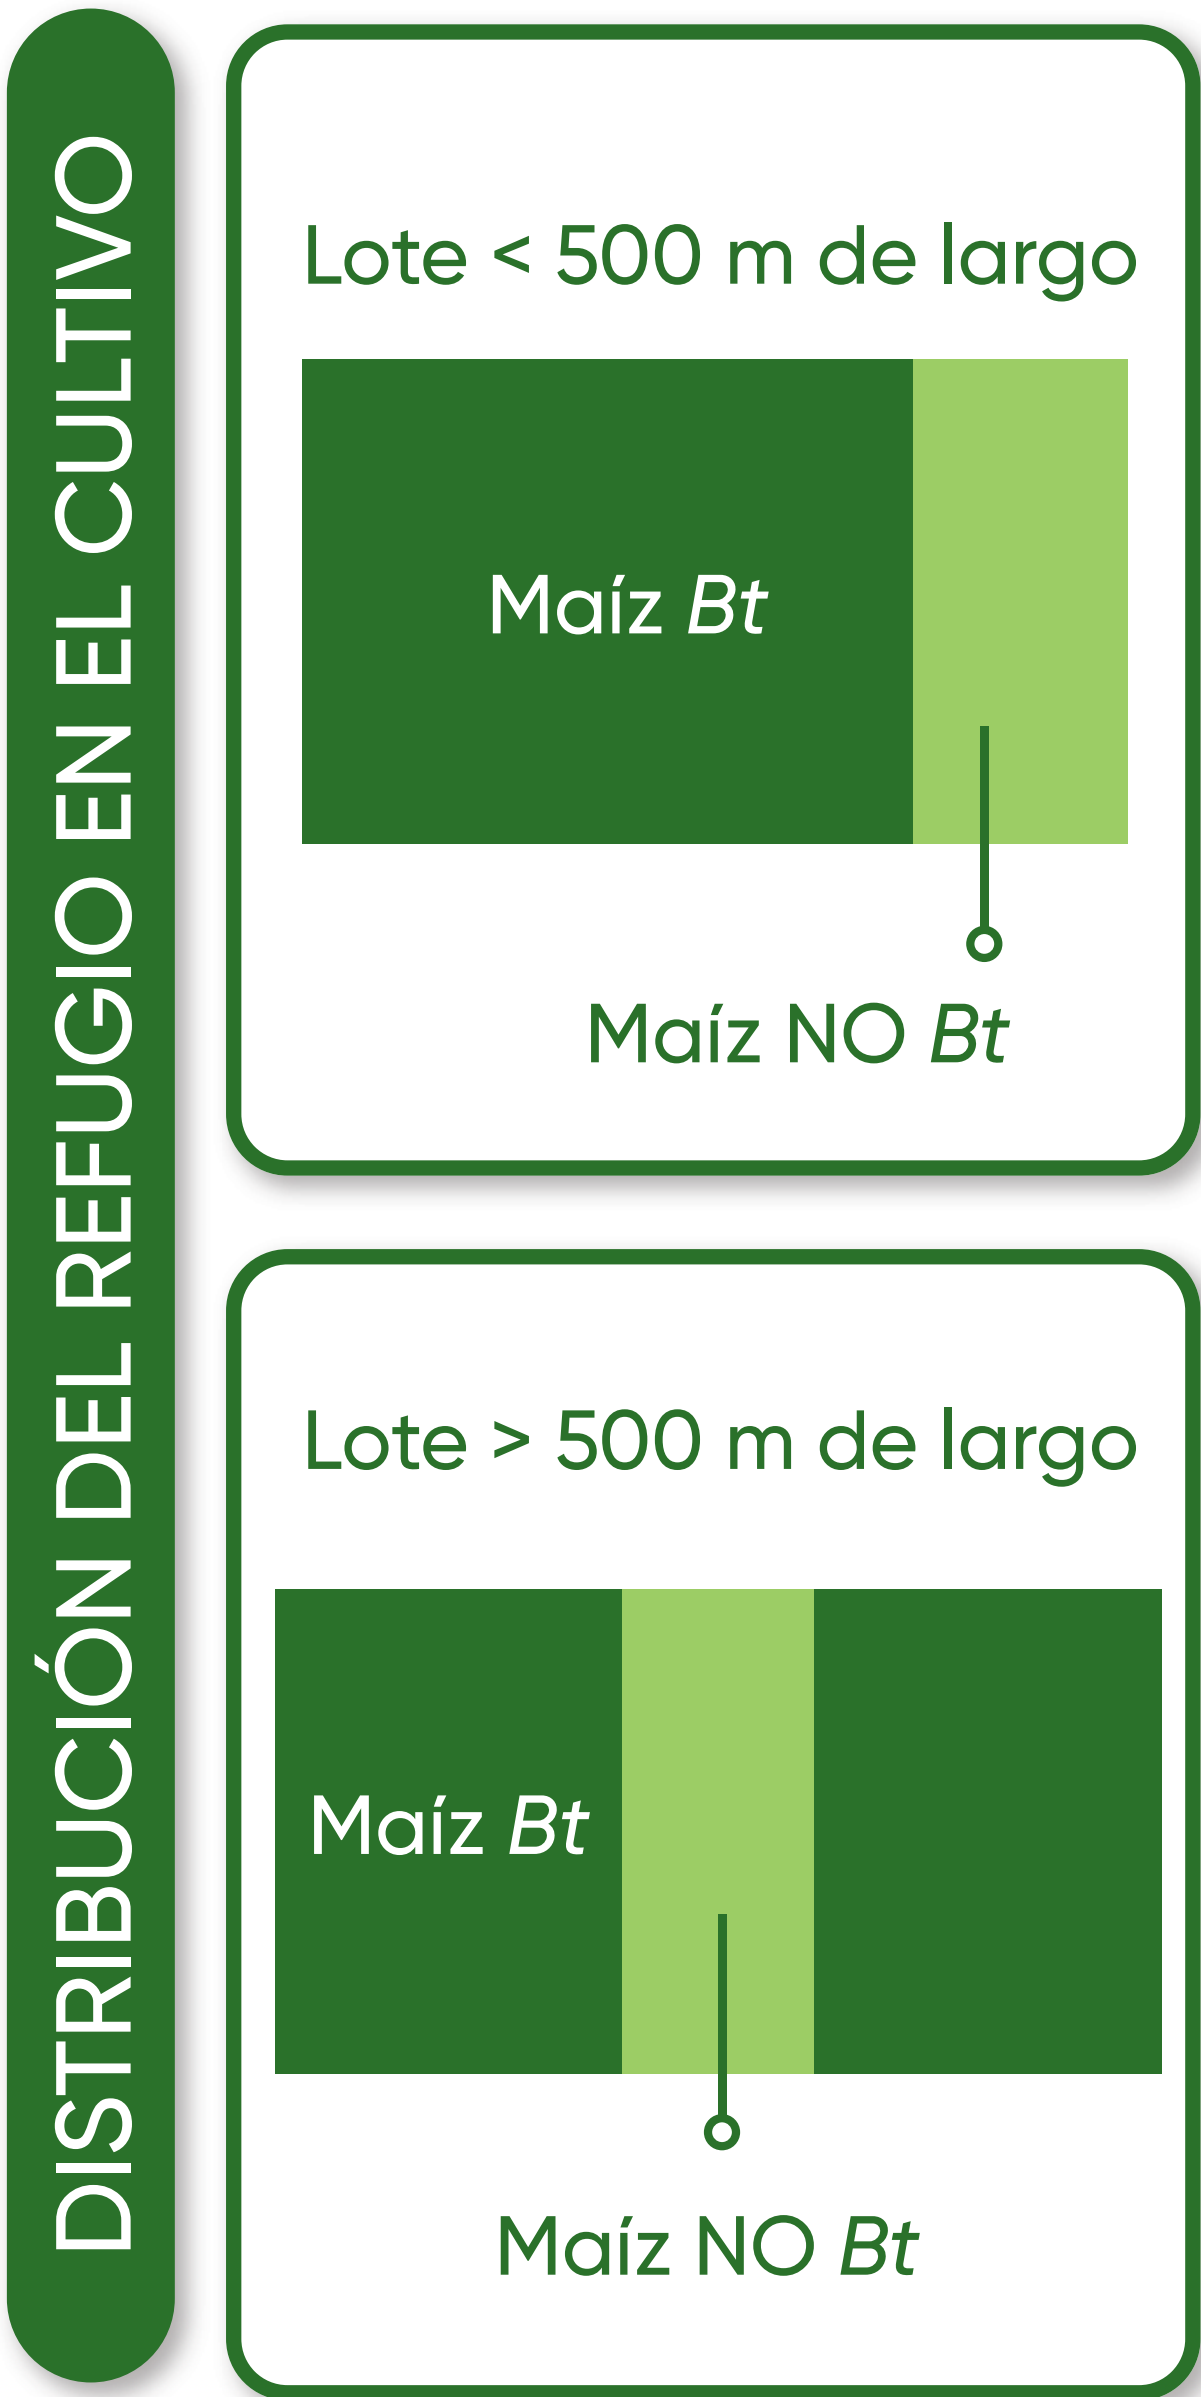 DISTRIBUCIÓN DEL REFUGIO EN EL CULTIVO
Lote < 500 m de largo
Maíz Bt
Maíz NO Bt
Lote > 500 m de largo
Maíz Bt
Maíz NO Bt